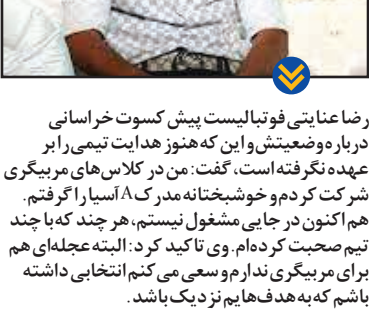 رضا عنایتی فوتبالیست پیش کسوت خراسانی
درباره وضعیتش و این که هنوز هدایت تیمی را بر
عهده نگرفته است، گفت: من در کلاس‌های مربیگری
شرکت کردم و خوشبختانه مدرک A آسیا را گرفتم.
هم اکنون در جایی مشغول نیستم، هر چند که با چند
تیم صحبت کرده‌ام. وی تاکید کرد: البته عجله‌ای هم
برای مربیگری ندارم و سعی می کنم انتخابی داشته
باشم که به هدف‌هایم نزدیک باشد.